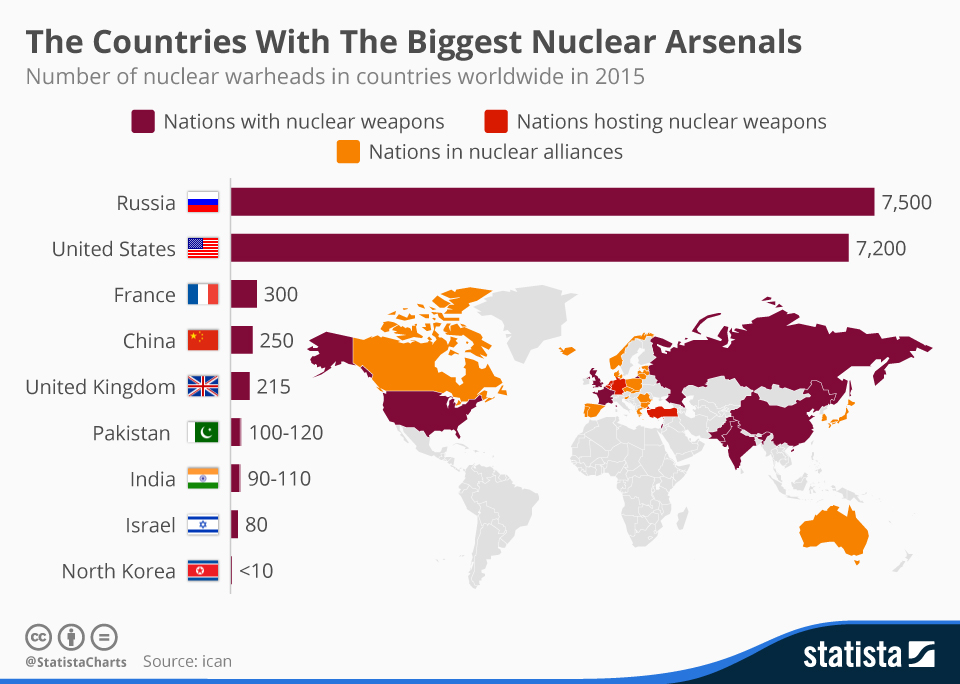 The Countries With The Biggest Nuclear Arsenals
Number of nuclear warheads in countries worldwide in 2015
Nations with nuclear weapons
Nations hosting nuclear weapons
Nations in nuclear alliances
Russia 7,500
United States 7,200
France 300
China 250
United Kingdom 215
Pakistan 100-120
India 90-110
Israel 80
North Korea <10
cc
@StatistaCharts Source: ican
statista